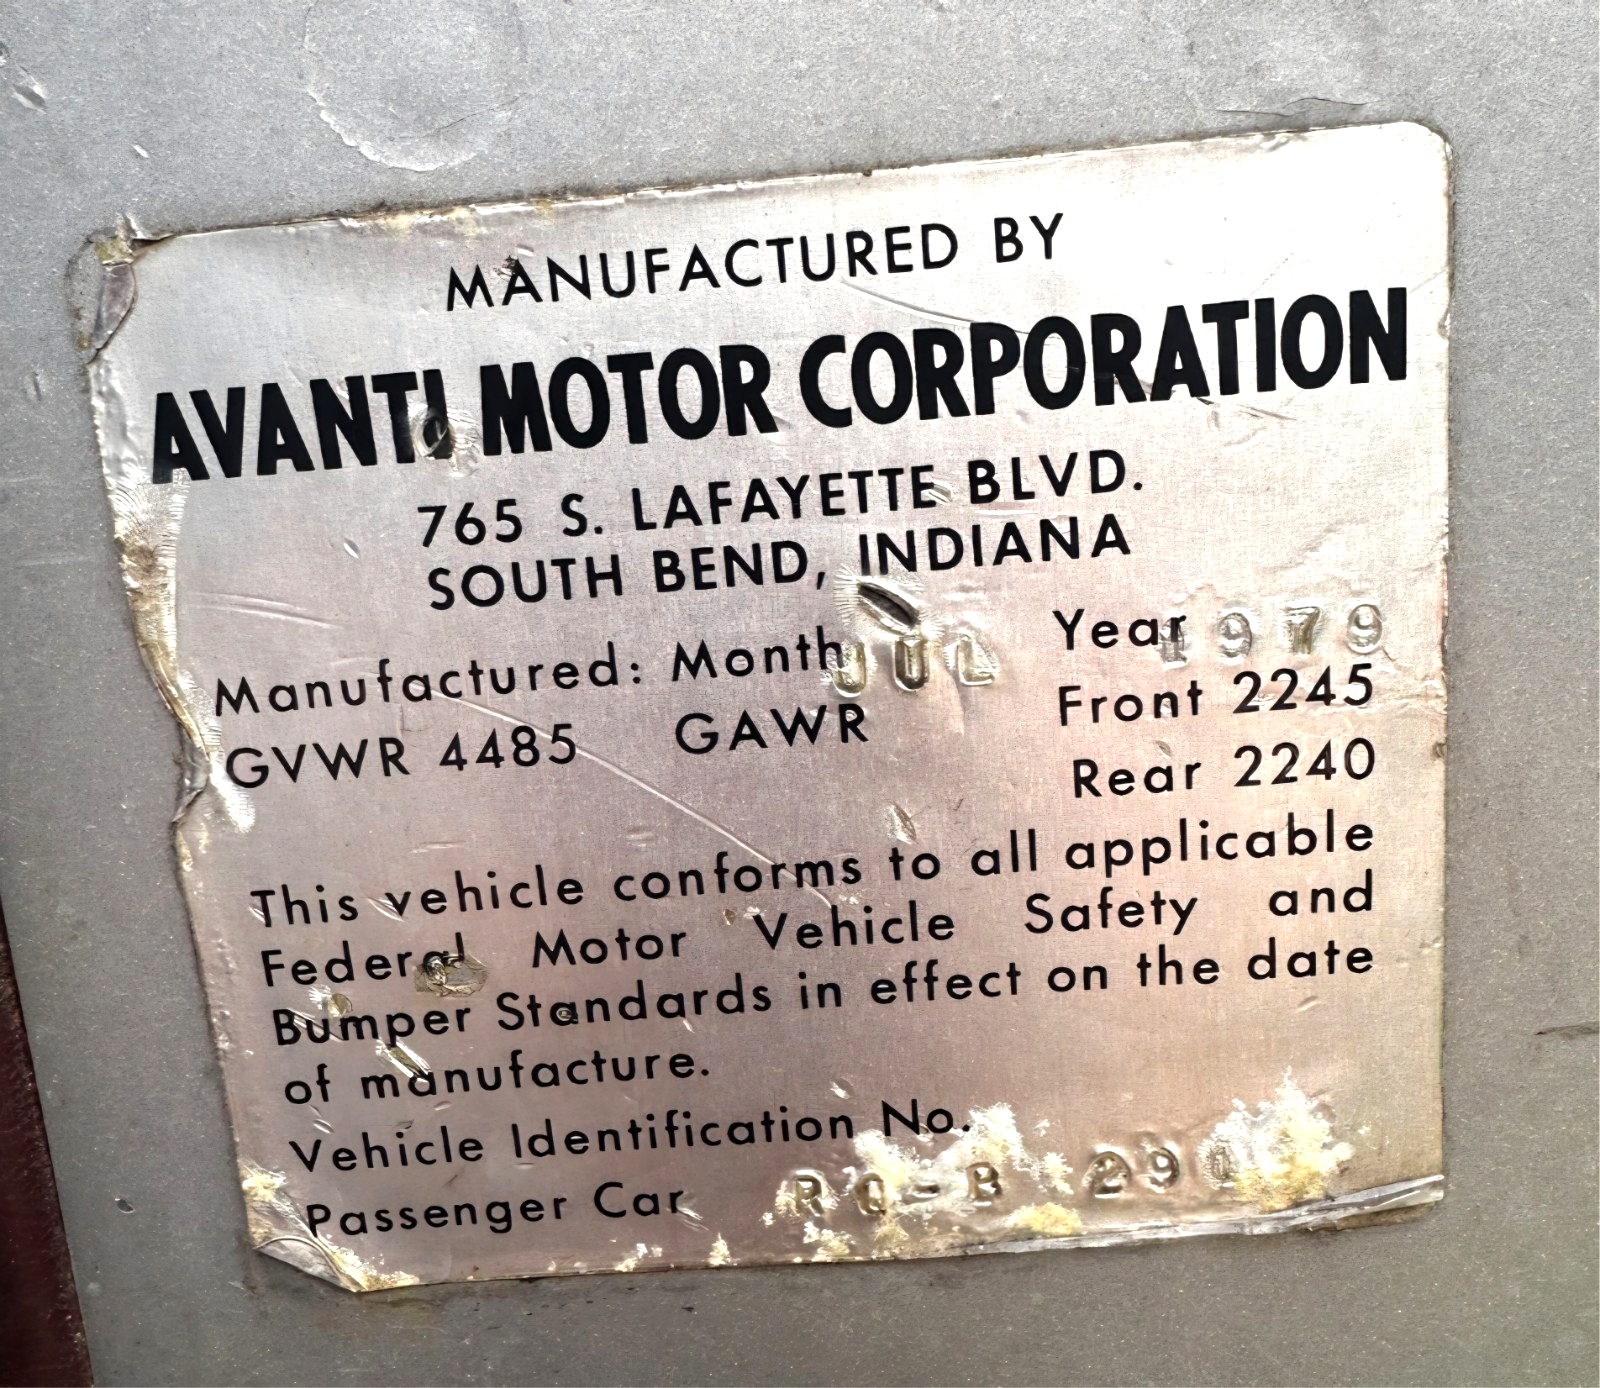 MANUFACTURED BY
AVANTI MOTOR CORPORATION
765 S. LAFAYETTE BLVD.
SOUTH BEND, INDIANA
Manufactured: Month JUL Year 1979
GVWR 4485 GAWR Front 2245
Rear 2240
This vehicle conforms to all applicable
Federal Motor Vehicle Safety and
Bumper Standards in effect on the date
of manufacture.
Vehicle Identification No.
Passenger Car